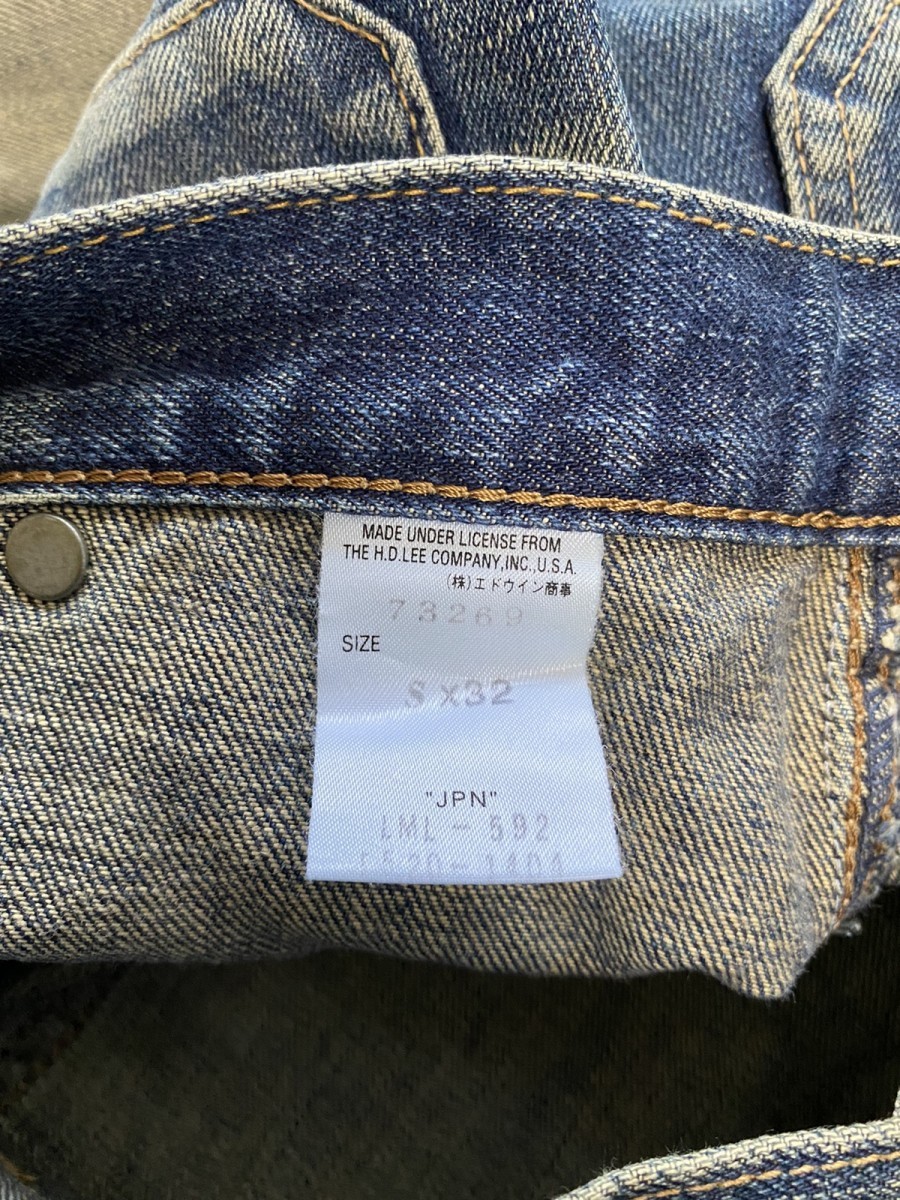 MADE UNDER LICENSE FROM
THE H.D.LEE COMPANY,INC.,U.S.A.
(株)エドウイン商事
73269
SIZE
S x32
"JPN"
LML-592